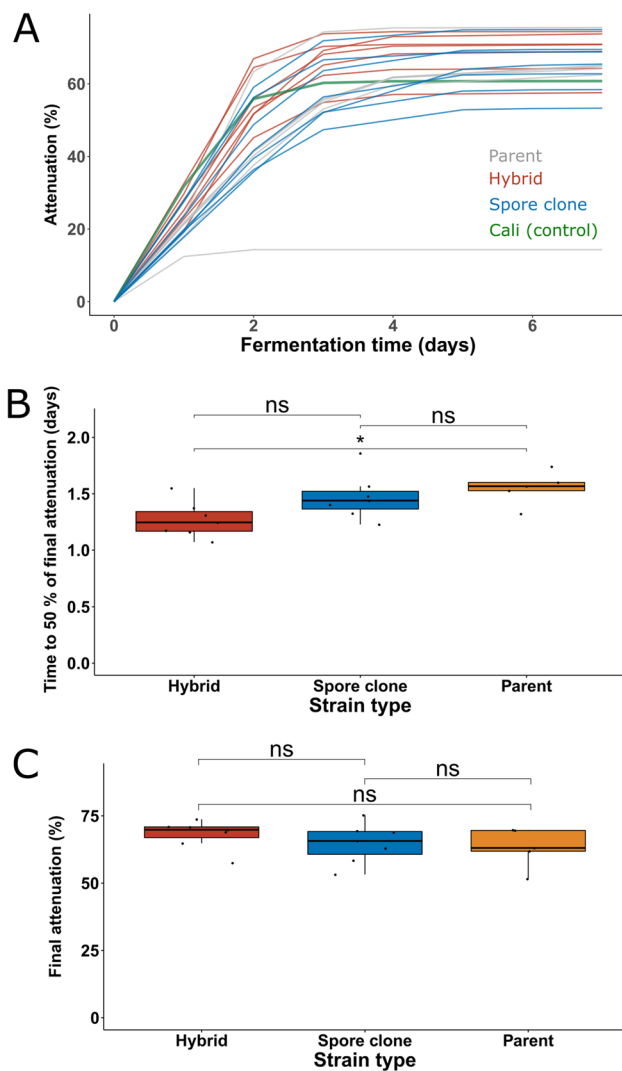 A
Attenuation (%)
60
40
20
0
Parent
Hybrid
Spore clone
Cali (control)
0 2 4 6
Fermentation time (days)
B
Time to 50 % of final attenuation (days)
ns
ns
*
2.0
1.5
1.0
0.5
0.0
Hybrid Spore clone Parent
Strain type
C
Final attenuation (%)
ns
ns
ns
75
50
25
0
Hybrid Spore clone Parent
Strain type